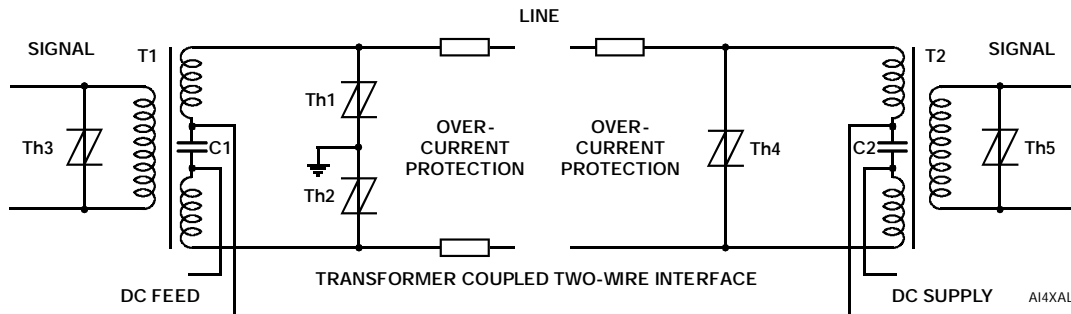 LINE
SIGNAL
T1
T2
SIGNAL
Th1
OVER-
CURRENT
PROTECTION
OVER-
CURRENT
PROTECTION
Th3
C1
Th4
C2
Th5
Th2
TRANSFORMER COUPLED TWO-WIRE INTERFACE
DC FEED
DC SUPPLY
AI4XAL